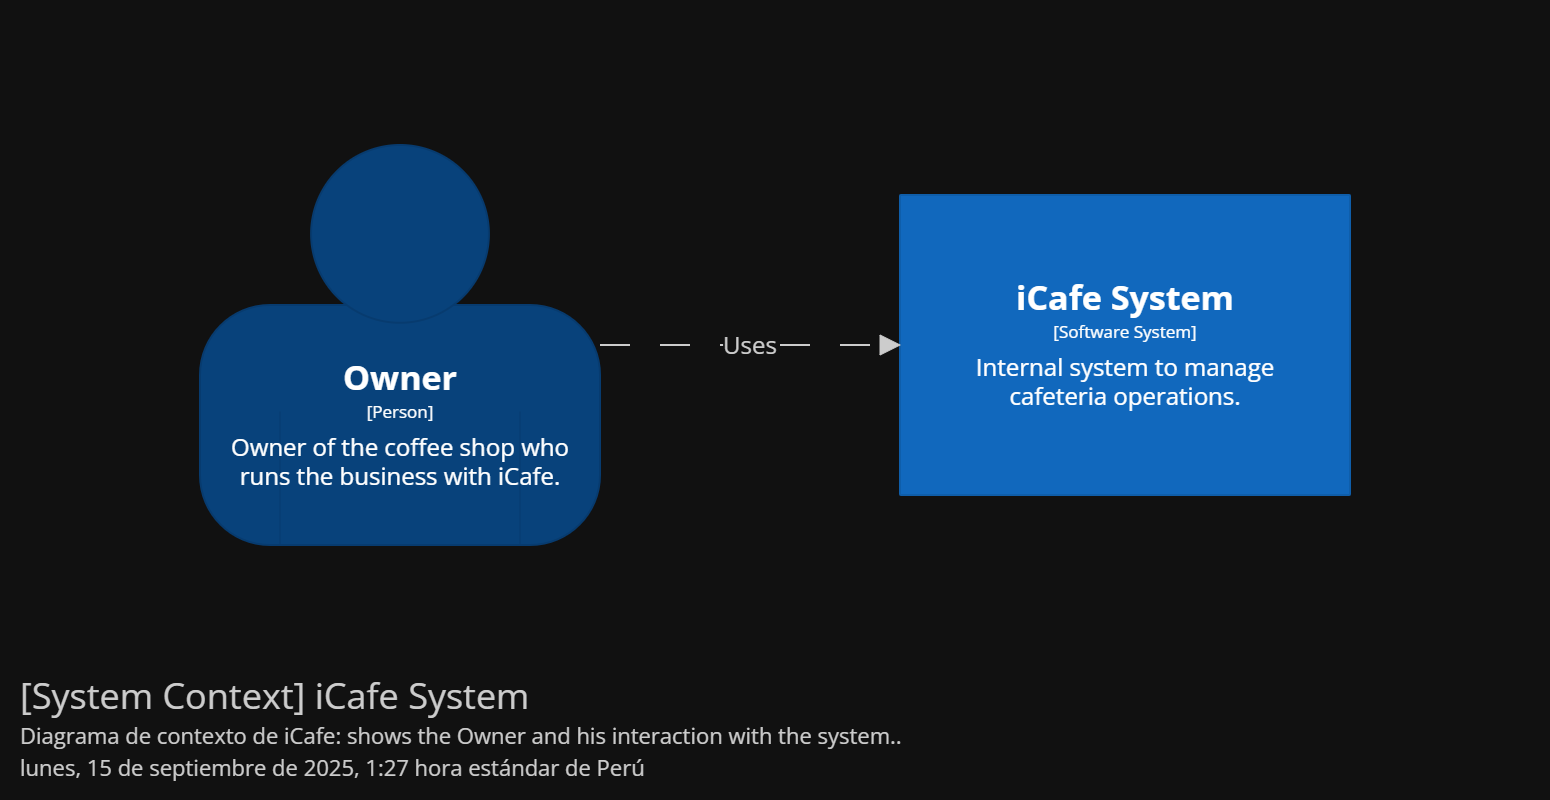 Owner
[Person]
Owner of the coffee shop who
runs the business with iCafe.
Uses
iCafe System
[Software System]
Internal system to manage
cafeteria operations.
[System Context] iCafe System
Diagrama de contexto de iCafe: shows the Owner and his interaction with the system..
lunes, 15 de septiembre de 2025, 1:27 hora estándar de Perú